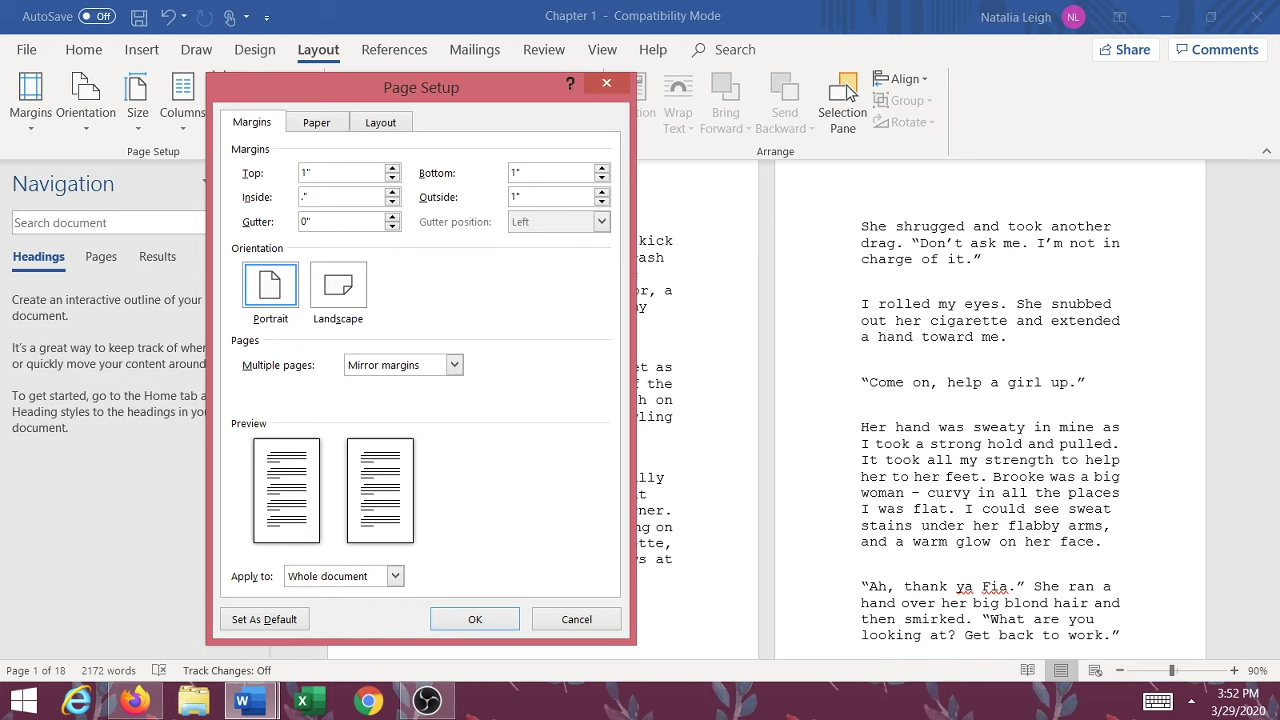 AutoSave Off
Chapter 1 - Compatibility Mode
Natalia Leigh NL
File Home Insert Draw Design Layout References Mailings Review View Help Search
Share Comments
Margins Orientation Size Columns
Page Setup
Wrap Text
Bring Forward
Send Backward
Selection Pane
Align
Group
Rotate
Arrange
Navigation
Search document
Headings Pages Results
Create an interactive outline of your
document.
It's a great way to keep track of wher
or quickly move your content around
To get started, go to the Home tab a
Heading styles to the headings in you
document.
Page Setup ?
Margins Paper Layout
Margins
Top: 1" Bottom: 1"
Inside: ." Outside: 1"
Gutter: 0" Gutter position: Left
Orientation
Portrait Landscape
Pages
Multiple pages: Mirror margins
Preview
Apply to: Whole document
Set As Default OK Cancel
kick
or, a
et as
f the
h on
ling
lly
t
ner.
ng on
tte,
s at
She shrugged and took another
drag. “Don’t ask me. I’m not in
charge of it.”
I rolled my eyes. She snubbed
out her cigarette and extended
a hand toward me.
“Come on, help a girl up.”
Her hand was sweaty in mine as
I took a strong hold and pulled.
It took all my strength to help
her to her feet. Brooke was a big
woman – curvy in all the places
I was flat. I could see sweat
stains under her flabby arms,
and a warm glow on her face.
“Ah, thank ya Fia.” She ran a
hand over her big blond hair and
then smirked. “What are you
looking at? Get back to work.”
Page 1 of 18 2172 words Track Changes: Off
90%
3:52 PM
3/29/2020